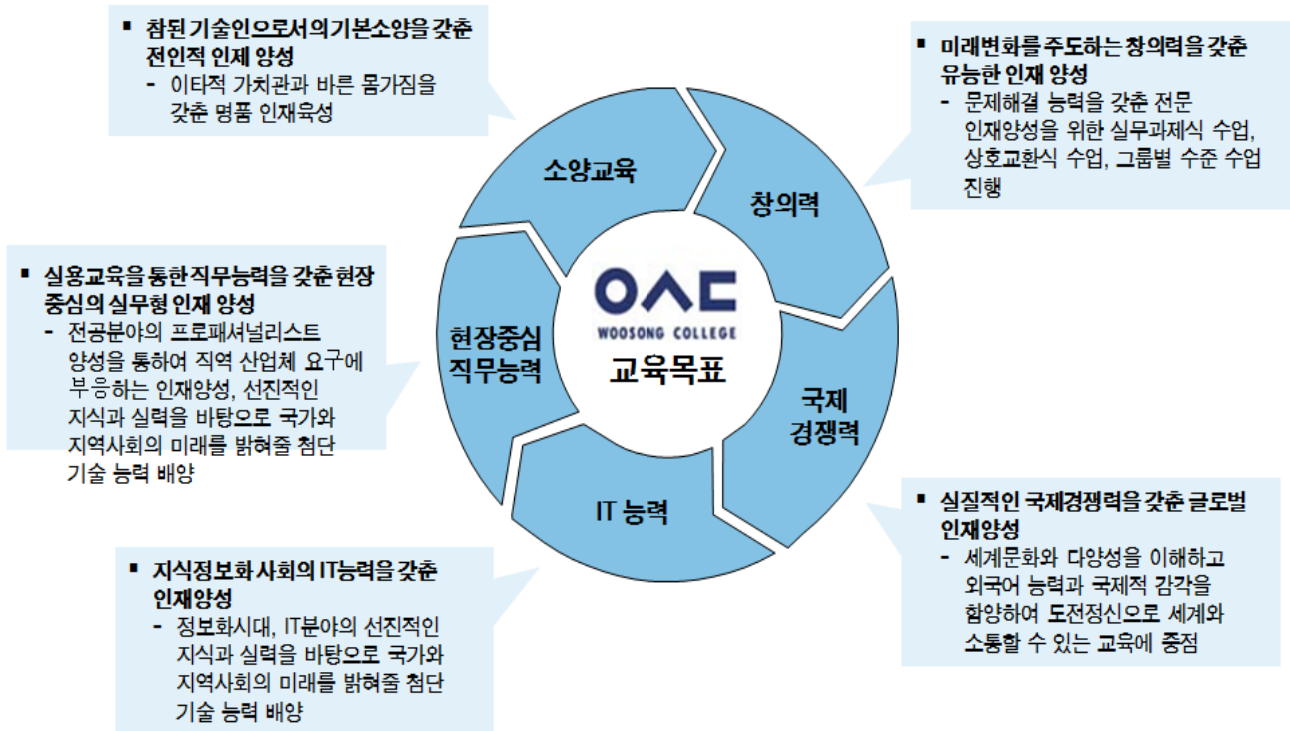 ▪ 참된 기술인으로서의 기본소양을 갖춘
전인적 인재 양성
- 이타적 가치관과 바른 몸가짐을
갖춘 명품 인재육성
▪ 미래변화를 주도하는 창의력을 갖춘
유능한 인재 양성
- 문제해결 능력을 갖춘 전문
인재양성을 위한 실무과제식 수업,
상호교환식 수업, 그룹별 수준 수업
진행
소양교육
창의력
▪ 실용교육을 통한 직무능력을 갖춘 현장
중심의 실무형 인재 양성
- 전공분야의 프로패셔널리스트
양성을 통하여 직역 산업체 요구에
부응하는 인재양성, 선진적인
지식과 실력을 바탕으로 국가와
지역사회의 미래를 밝혀줄 첨단
기술 능력 배양
현장중심
직무능력
WOOSONG COLLEGE
교육목표
국제
경쟁력
IT 능력
▪ 실질적인 국제경쟁력을 갖춘 글로벌
인재양성
- 세계문화와 다양성을 이해하고
외국어 능력과 국제적 감각을
함양하여 도전정신으로 세계와
소통할 수 있는 교육에 중점
▪ 지식정보화 사회의 IT능력을 갖춘
인재양성
- 정보화시대, IT분야의 선진적인
지식과 실력을 바탕으로 국가와
지역사회의 미래를 밝혀줄 첨단
기술 능력 배양